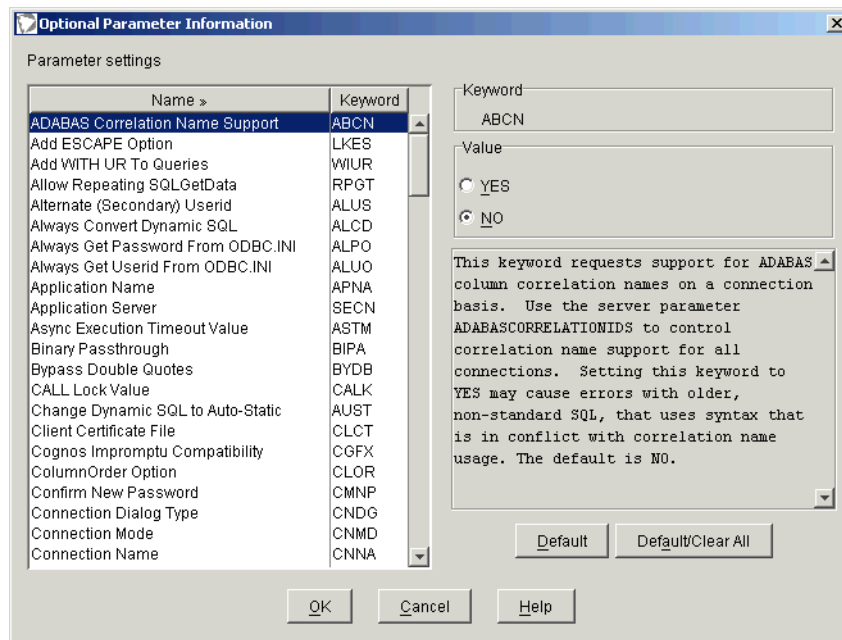 Optional Parameter Information
Parameter settings
Name » Keyword
ADABAS Correlation Name Support ABCN
Add ESCAPE Option LKES
Add WITH UR To Queries WIUR
Allow Repeating SQLGetData RPGT
Alternate (Secondary) Userid ALUS
Always Convert Dynamic SQL ALCD
Always Get Password From ODBC.INI ALPO
Always Get Userid From ODBC.INI ALUO
Application Name APNA
Application Server SECN
Async Execution Timeout Value ASTM
Binary Passthrough BIPA
Bypass Double Quotes BYDB
CALL Lock Value CALK
Change Dynamic SQL to Auto-Static AUST
Client Certificate File CLCT
Cognos Impromptu Compatibility CGFX
ColumnOrder Option CLOR
Confirm New Password CMNP
Connection Dialog Type CNDG
Connection Mode CNMD
Connection Name CNNA
Keyword
ABCN
Value
YES
NO
This keyword requests support for ADABAS
column correlation names on a connection
basis. Use the server parameter
ADABASCORRELATIONIDS to control
correlation name support for all
connections. Setting this keyword to
YES may cause errors with older,
non-standard SQL, that uses syntax that
is in conflict with correlation name
usage. The default is NO.
Default Default/Clear All
OK Cancel Help